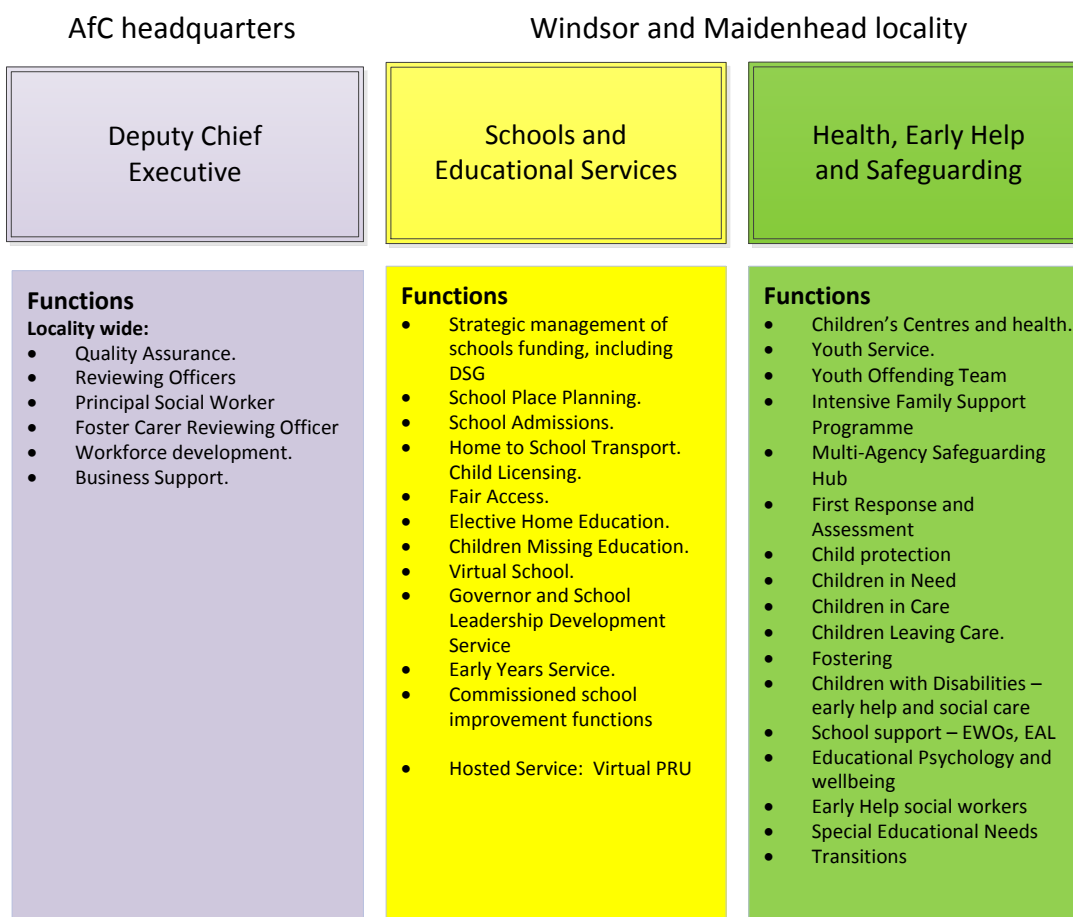 AfC headquarters
Windsor and Maidenhead locality
Deputy Chief
Executive
Functions
Locality wide:
• Quality Assurance.
• Reviewing Officers
• Principal Social Worker
• Foster Carer Reviewing Officer
• Workforce development.
• Business Support.
Schools and
Educational Services
Functions
• Strategic management of
schools funding, including
DSG
• School Place Planning.
• School Admissions.
• Home to School Transport.
Child Licensing.
• Fair Access.
• Elective Home Education.
• Children Missing Education.
• Virtual School.
• Governor and School
Leadership Development
Service
• Early Years Service.
• Commissioned school
improvement functions
• Hosted Service: Virtual PRU
Health, Early Help
and Safeguarding
Functions
• Children’s Centres and health.
• Youth Service.
• Youth Offending Team
• Intensive Family Support
Programme
• Multi-Agency Safeguarding
Hub
• First Response and
Assessment
• Child protection
• Children in Need
• Children in Care
• Children Leaving Care.
• Fostering
• Children with Disabilities –
early help and social care
• School support – EWOs, EAL
• Educational Psychology and
wellbeing
• Early Help social workers
• Special Educational Needs
• Transitions